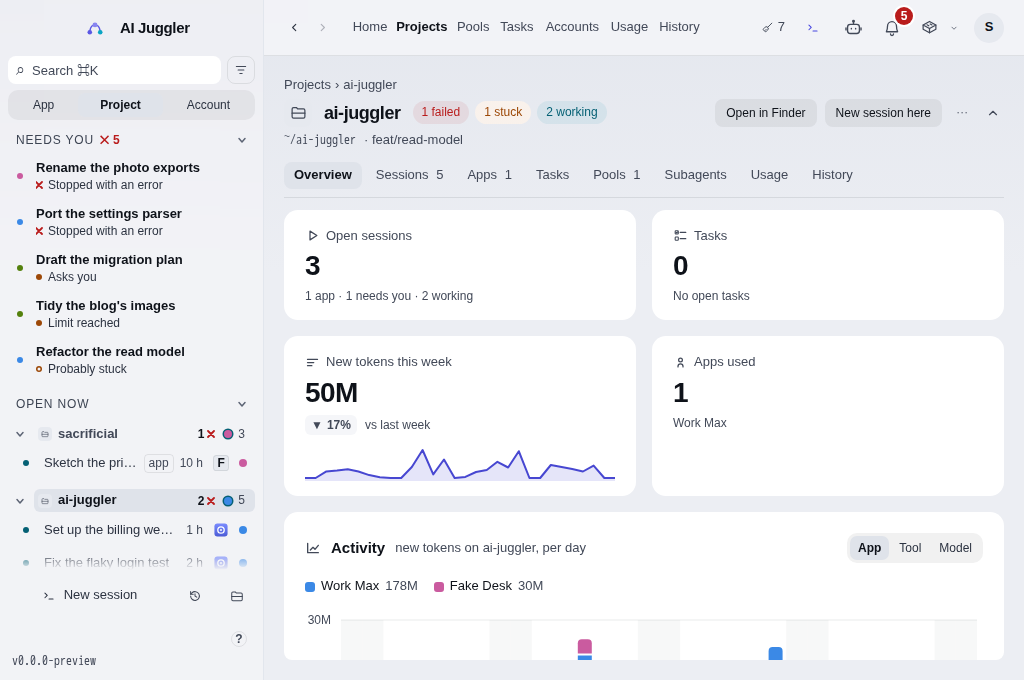 AI Juggler
Search ⌘K
App Project Account
NEEDS YOU 5
Rename the photo exports
Stopped with an error
Port the settings parser
Stopped with an error
Draft the migration plan
Asks you
Tidy the blog's images
Limit reached
Refactor the read model
Probably stuck
OPEN NOW
sacrificial 1 3
Sketch the pri… app 10 h F
ai-juggler 2 5
Set up the billing we… 1 h
Fix the flaky login test 2 h
New session
?
v0.0.0-preview
Home Projects Pools Tasks Accounts Usage History 7 5 S
Projects › ai-juggler
ai-juggler 1 failed 1 stuck 2 working Open in Finder New session here ···
~/ai-juggler · feat/read-model
Overview Sessions 5 Apps 1 Tasks Pools 1 Subagents Usage History
Open sessions
3
1 app · 1 needs you · 2 working
Tasks
0
No open tasks
New tokens this week
50M
▼ 17% vs last week
Apps used
1
Work Max
Activity new tokens on ai-juggler, per day App Tool Model
Work Max 178M Fake Desk 30M
30M